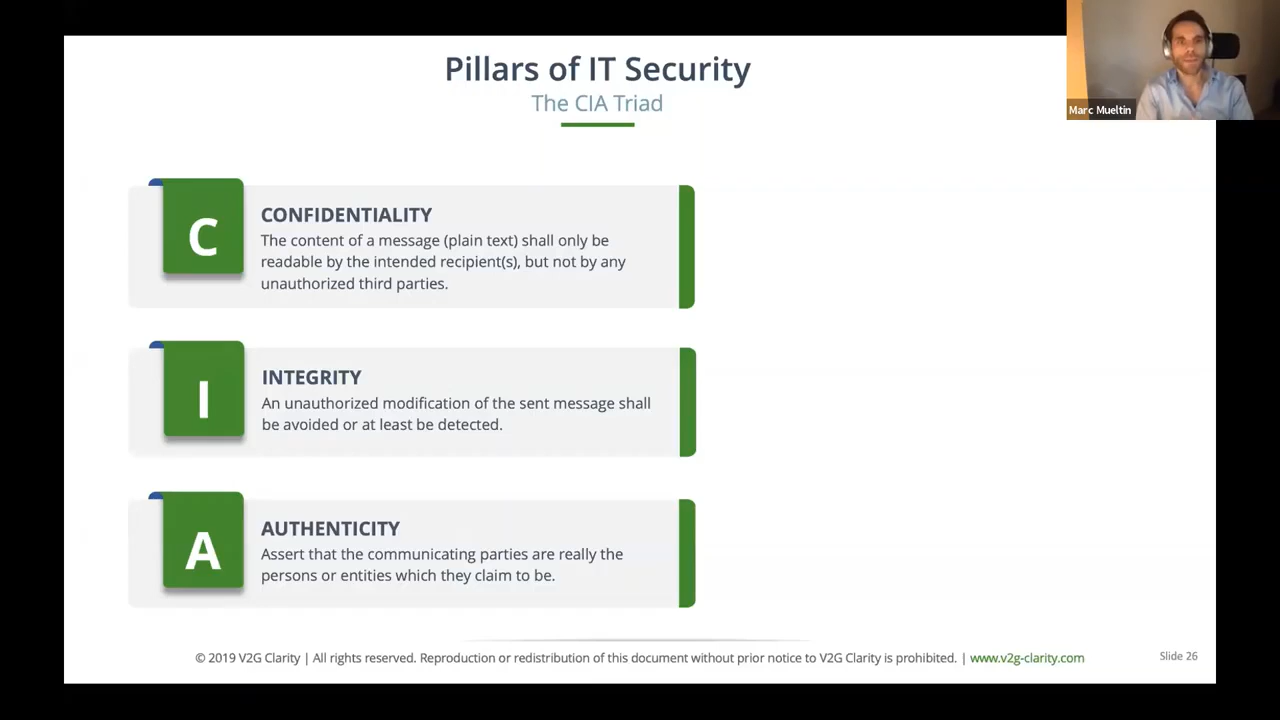 Pillars of IT Security
The CIA Triad
Marc Mueltin
C
CONFIDENTIALITY
The content of a message (plain text) shall only be
readable by the intended recipient(s), but not by any
unauthorized third parties.
I
INTEGRITY
An unauthorized modification of the sent message shall
be avoided or at least be detected.
A
AUTHENTICITY
Assert that the communicating parties are really the
persons or entities which they claim to be.
© 2019 V2G Clarity | All rights reserved. Reproduction or redistribution of this document without prior notice to V2G Clarity is prohibited. | www.v2g-clarity.com
Slide 26